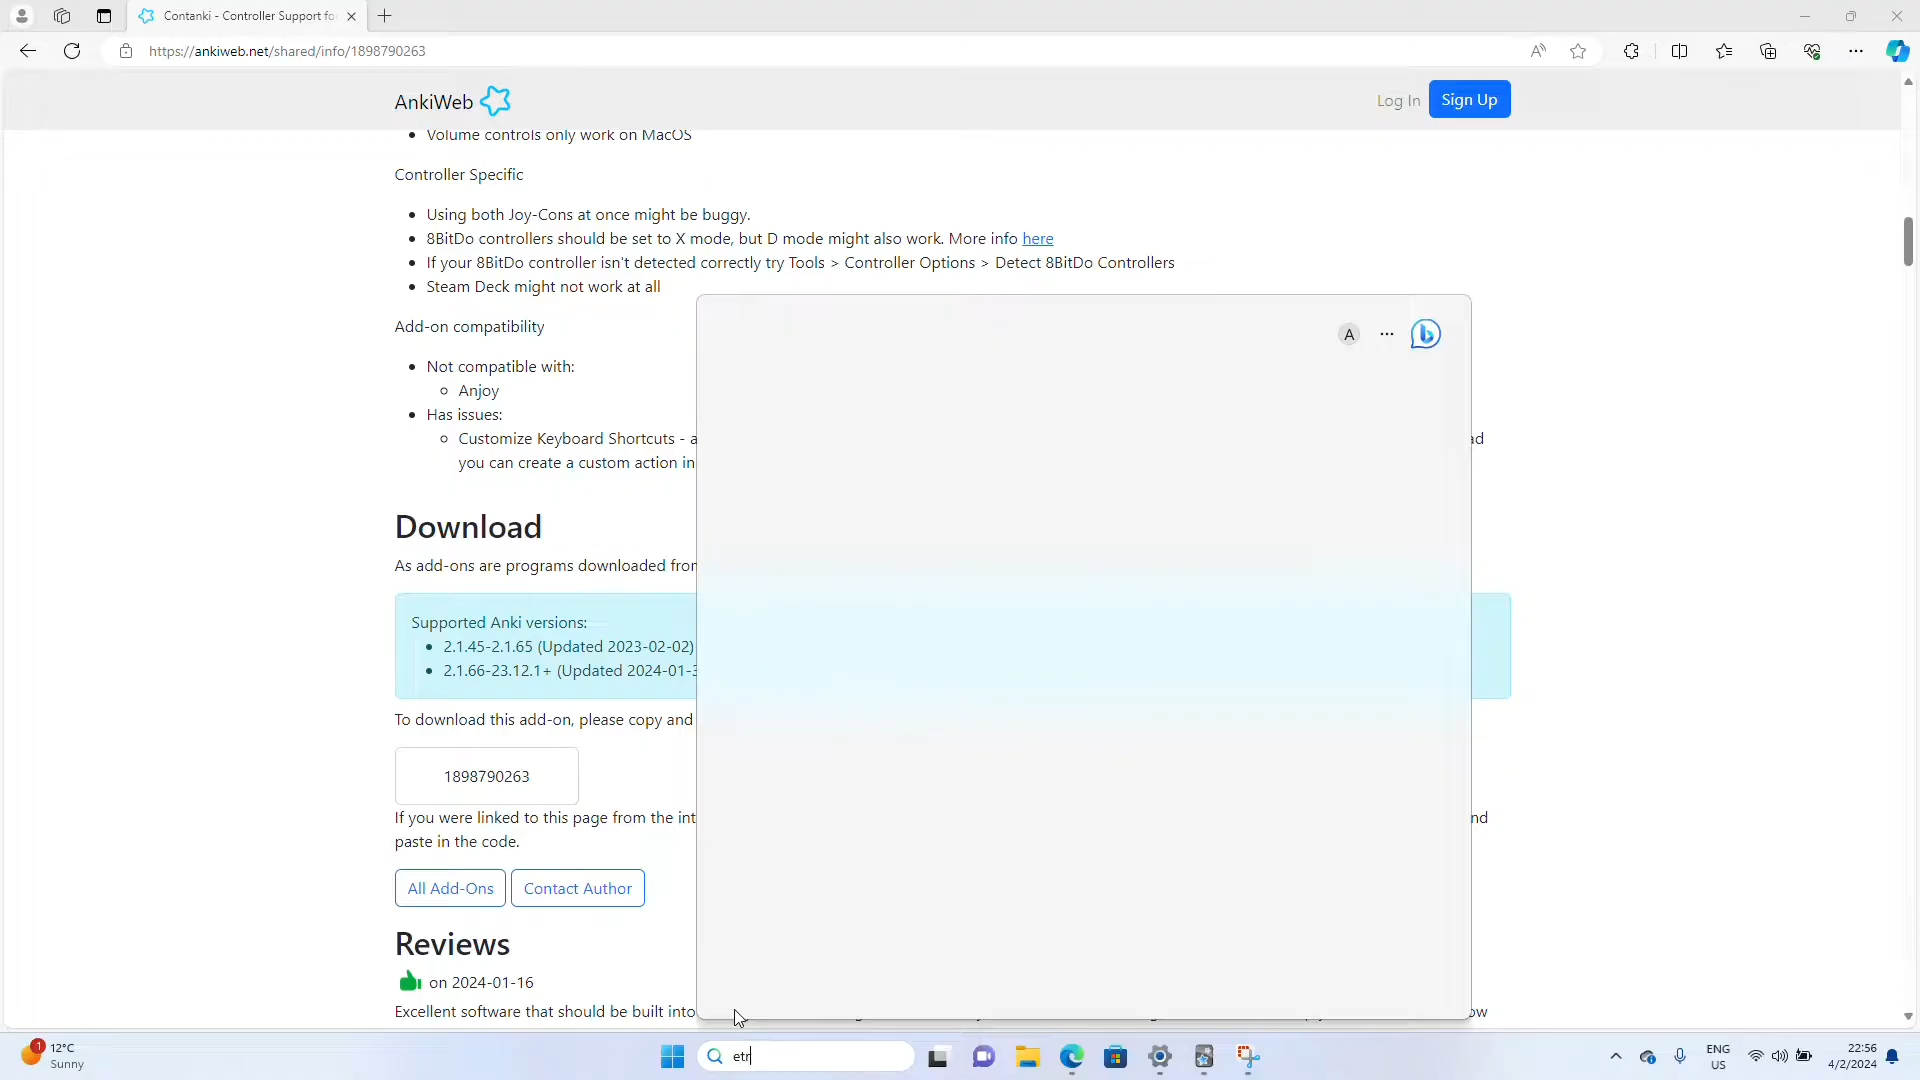 Contanki - Controller Support fo
https://ankiweb.net/shared/info/1898790263
AnkiWeb
Log In
Sign Up
Volume controls only work on MacOS
Controller Specific
Using both Joy-Cons at once might be buggy.
8BitDo controllers should be set to X mode, but D mode might also work. More info here
If your 8BitDo controller isn't detected correctly try Tools > Controller Options > Detect 8BitDo Controllers
Steam Deck might not work at all
A
Add-on compatibility
Not compatible with:
Anjoy
Has issues:
Customize Keyboard Shortcuts - a
you can create a custom action in
Download
As add-ons are programs downloaded
Supported Anki versions:
2.1.45-2.1.65 (Updated 2023-02-02)
2.1.66-23.12.1+ (Updated 2024-01-3
To download this add-on, please copy and
1898790263
If you were linked to this page from the int
paste in the code.
All Add-Ons
Contact Author
Reviews
on 2024-01-16
Excellent software that should be built into
1
12°C
Sunny
etr
ENG
US
22:56
4/2/2024